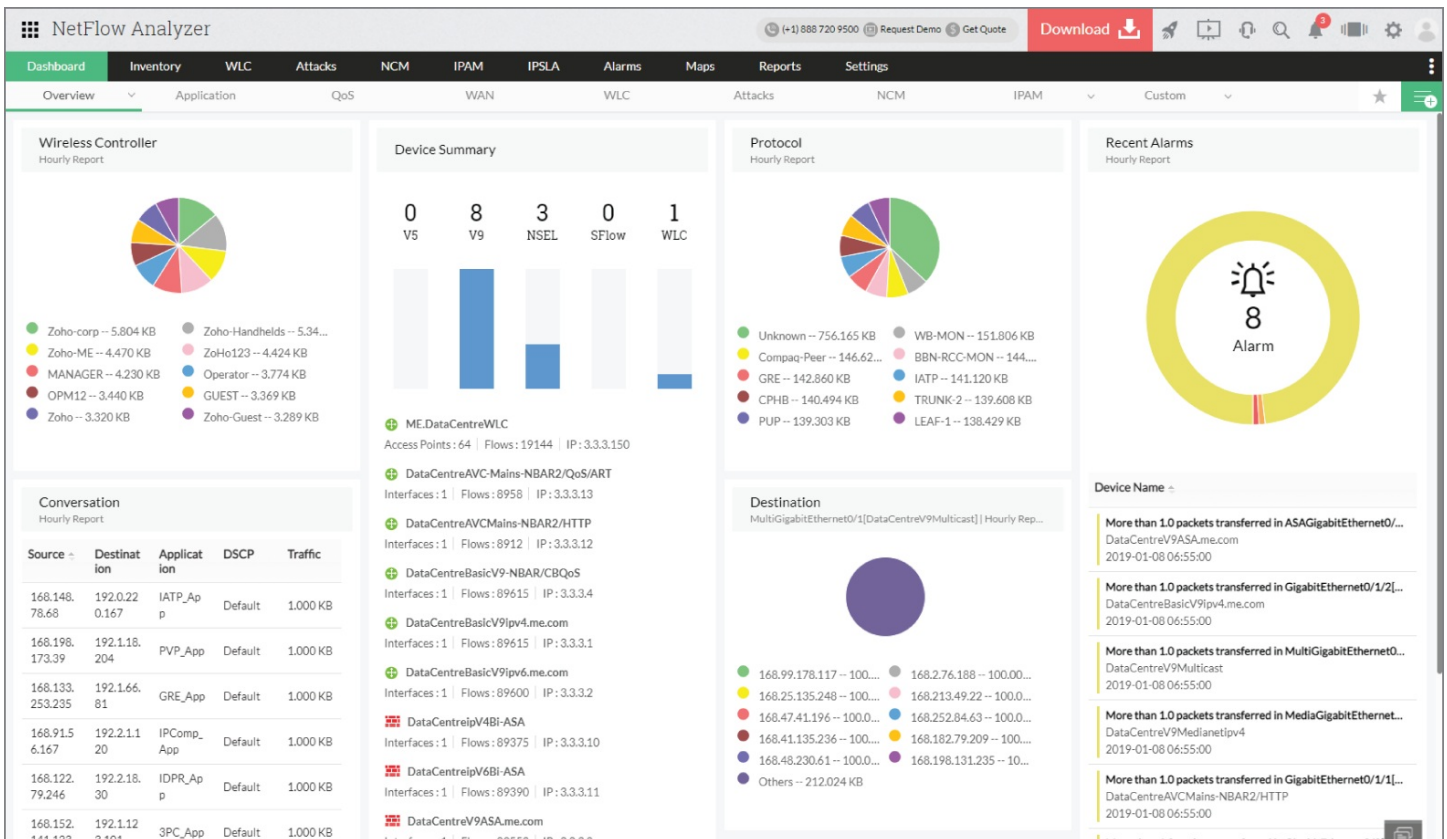 NetFlow Analyzer
(+1) 888 720 9500 Request Demo $ Get Quote
Download
3
Dashboard Inventory WLC Attacks NCM IPAM IPSLA Alarms Maps Reports Settings
Overview Application QoS WAN WLC Attacks NCM IPAM Custom
Wireless Controller
Hourly Report
Zoho-corp -- 5.804 KB
Zoho-Handhelds -- 5.34...
Zoho-ME -- 4.470 KB
ZoHo123 -- 4.424 KB
MANAGER -- 4.230 KB
Operator -- 3.774 KB
OPM12 -- 3.440 KB
GUEST -- 3.369 KB
Zoho -- 3.320 KB
Zoho-Guest -- 3.289 KB
Conversation
Hourly Report
Source Destinat Applicat DSCP Traffic
ion ion
168.148. 192.0.22 IATP_Ap Default 1.000 KB
78.68 0.167 p
168.198. 192.1.18. PVP_App Default 1.000 KB
173.39 204
168.133. 192.1.66. GRE_App Default 1.000 KB
253.235 81
168.91.5 192.2.1.1 IPComp_ Default 1.000 KB
6.167 20 App
168.122. 192.2.18. IDPR_Ap Default 1.000 KB
79.246 30 p
168.152. 192.1.12 3PC_App Default 1.000 KB
Device Summary
0 8 3 0 1
V5 V9 NSEL SFlow WLC
ME.DataCentreWLC
Access Points : 64 | Flows : 19144 | IP : 3.3.3.150
DataCentreAVC-Mains-NBAR2/QoS/ART
Interfaces : 1 | Flows : 8958 | IP : 3.3.3.13
DataCentreAVCMains-NBAR2/HTTP
Interfaces : 1 | Flows : 8912 | IP : 3.3.3.12
DataCentreBasicV9-NBAR/CBQoS
Interfaces : 1 | Flows : 89615 | IP : 3.3.3.4
DataCentreBasicV9ipv4.me.com
Interfaces : 1 | Flows : 89615 | IP : 3.3.3.1
DataCentreBasicV9ipv6.me.com
Interfaces : 1 | Flows : 89600 | IP : 3.3.3.2
DataCentreipV4Bi-ASA
Interfaces : 1 | Flows : 89375 | IP : 3.3.3.10
DataCentreipV6Bi-ASA
Interfaces : 1 | Flows : 89390 | IP : 3.3.3.11
DataCentreV9ASA.me.com
Protocol
Hourly Report
Unknown -- 756.165 KB
WB-MON -- 151.806 KB
Compaq-Peer -- 146.62...
BBN-RCC-MON -- 144....
GRE -- 142.860 KB
IATP -- 141.120 KB
CPHB -- 140.494 KB
TRUNK-2 -- 139.608 KB
PUP -- 139.303 KB
LEAF-1 -- 138.429 KB
Destination
MultiGigabitEthernet0/1[DataCentreV9Multicast] | Hourly Rep...
168.99.178.117 -- 100....
168.2.76.188 -- 100.00...
168.25.135.248 -- 100....
168.213.49.22 -- 100.0...
168.47.41.196 -- 100.0...
168.252.84.63 -- 100.0...
168.41.135.236 -- 100....
168.182.79.209 -- 100....
168.48.230.61 -- 100.0...
168.198.131.235 -- 10...
Others -- 212.024 KB
Recent Alarms
Hourly Report
8
Alarm
Device Name
More than 1.0 packets transferred in ASAGigabitEthernet0/...
DataCentreV9ASA.me.com
2019-01-08 06:55:00
More than 1.0 packets transferred in GigabitEthernet0/1/2[...
DataCentreBasicV9ipv4.me.com
2019-01-08 06:55:00
More than 1.0 packets transferred in MultiGigabitEthernet0...
DataCentreV9Multicast
2019-01-08 06:55:00
More than 1.0 packets transferred in MediaGigabitEthernet...
DataCentreV9Medianetipv4
2019-01-08 06:55:00
More than 1.0 packets transferred in GigabitEthernet0/1/1[...
DataCentreAVCMains-NBAR2/HTTP
2019-01-08 06:55:00